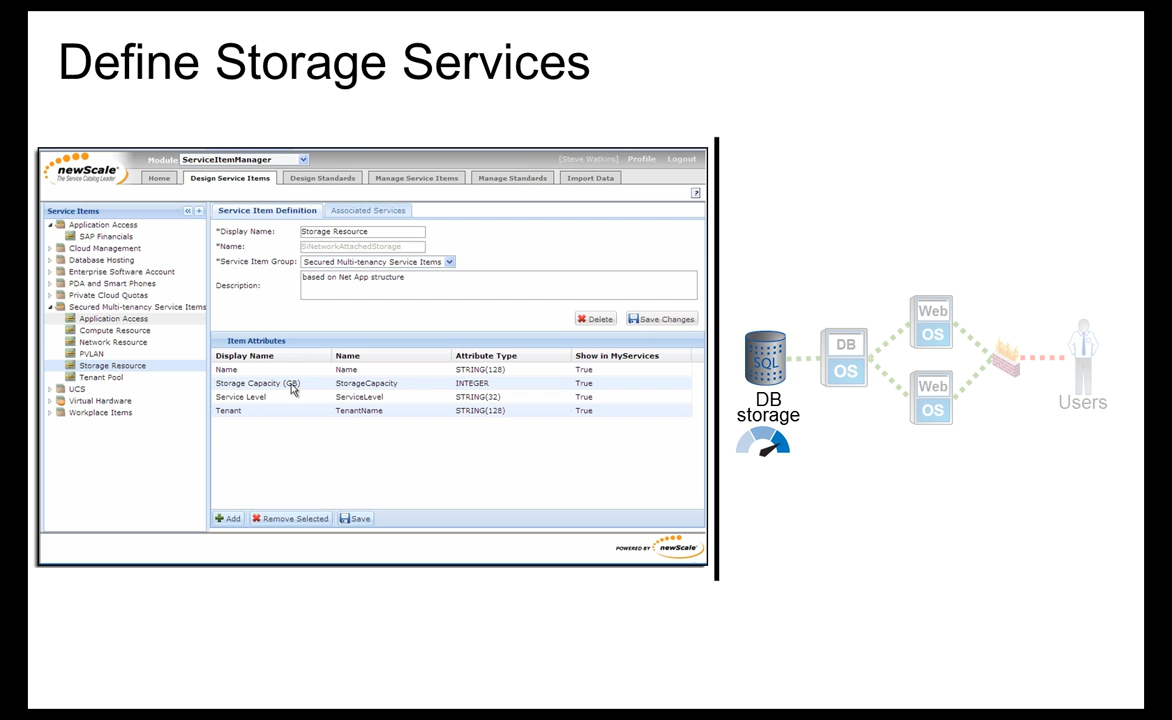 Define Storage Services
newScale®
The Service Catalog Leader
Module ServiceItemManager
[Steve Watkins] Profile Logout
Home Design Service Items Design Standards Manage Service Items Manage Standards Import Data
?
Service Items
Application Access
SAP Financials
Cloud Management
Database Hosting
Enterprise Software Account
PDA and Smart Phones
Private Cloud Quotas
Secured Multi-tenancy Service Items
Application Access
Compute Resource
Network Resource
PVLAN
Storage Resource
Tenant Pool
UCS
Virtual Hardware
Workplace Items
Service Item Definition Associated Services
*Display Name: Storage Resource
*Name: SiNetworkAttachedStorage
*Service Item Group: Secured Multi-tenancy Service Items
Description: based on Net App structure
Delete Save Changes
Item Attributes
Display Name Name Attribute Type Show in MyServices
Name Name STRING(128) True
Storage Capacity (GB) StorageCapacity INTEGER True
Service Level ServiceLevel STRING(32) True
Tenant TenantName STRING(128) True
Add Remove Selected Save
POWERED BY newScale®
SQL
DB
storage
DB
OS
Web
OS
Web
OS
Users